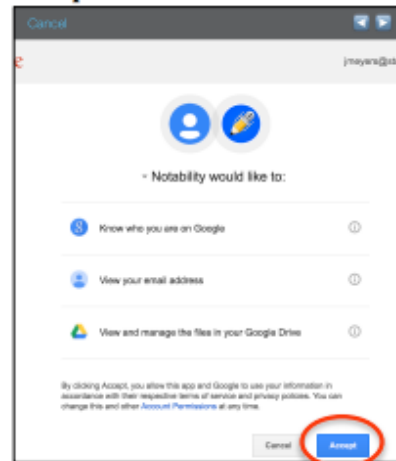 Cancel
e
jmeyers@st
- Notability would like to:
8 Know who you are on Google
View your email address
View and manage the files in your Google Drive
By clicking Accept, you allow this app and Google to use your information in
accordance with their respective terms of service and privacy policies. You can
change this and other Account Permissions at any time.
Cancel Accept